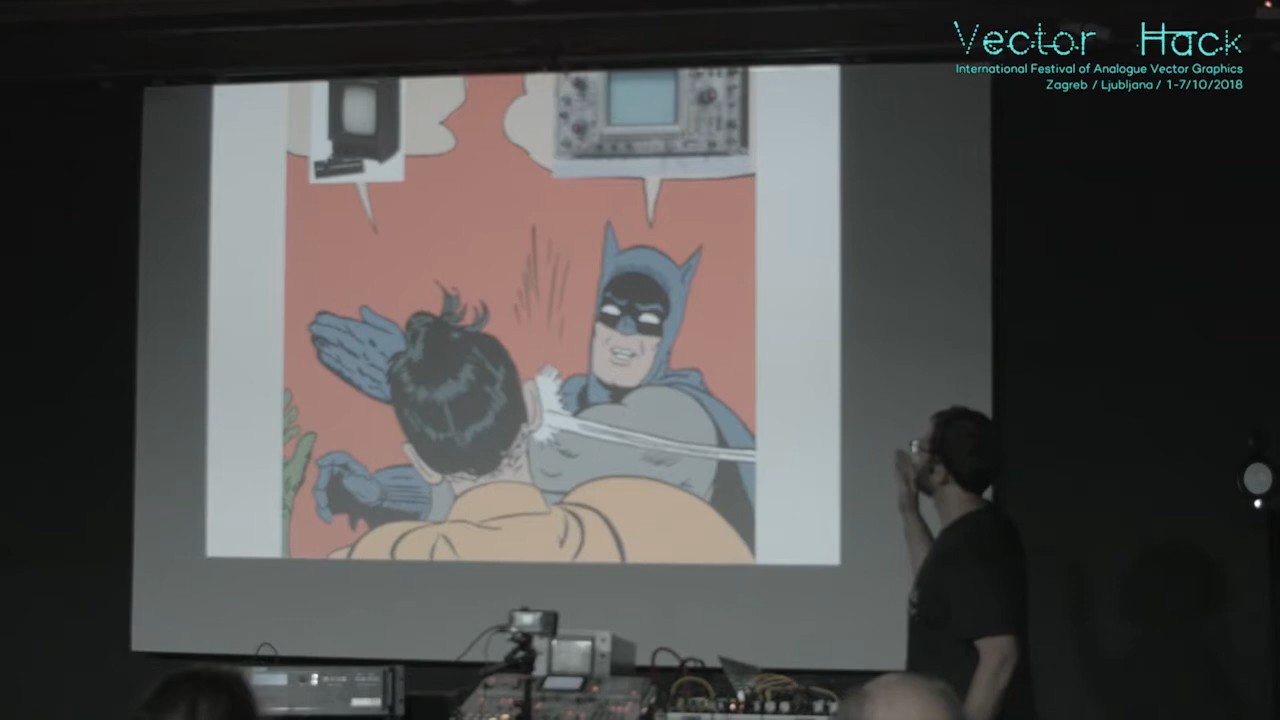 Vector Hack
International Festival of Analogue Vector Graphics
Zagreb / Ljubljana / 1-7/10/2018